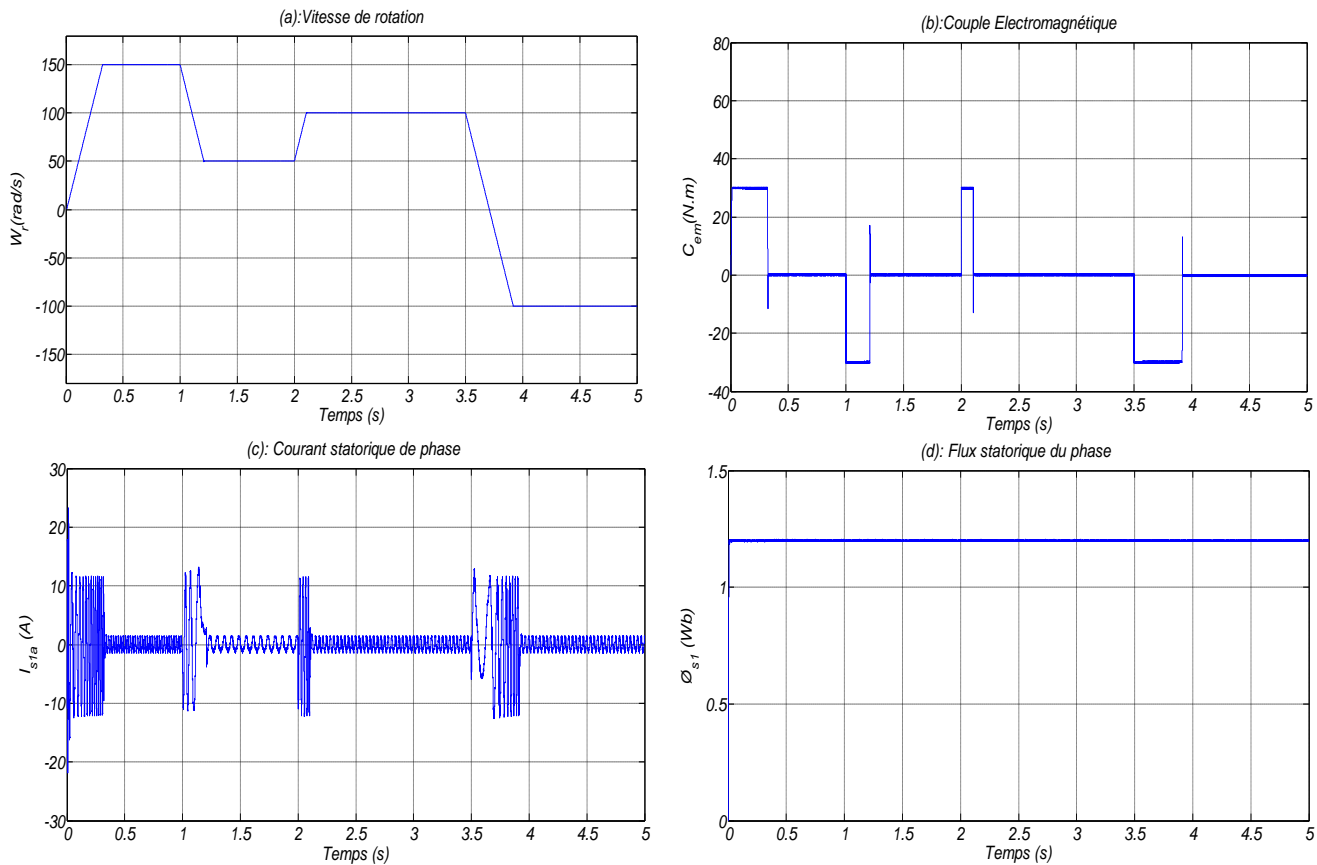 (a):Vitesse de rotation
W_r(rad/s)
150
100
50
0
-50
-100
-150
0 0.5 1 1.5 2 2.5 3 3.5 4 4.5 5
Temps (s)
(b):Couple Electromagnétique
C_em(N.m)
80
60
40
20
0
-20
-40
0 0.5 1 1.5 2 2.5 3 3.5 4 4.5 5
Temps (s)
(c): Courant statorique de phase
I_s1a (A)
30
20
10
0
-10
-20
-30
0 0.5 1 1.5 2 2.5 3 3.5 4 4.5 5
Temps (s)
(d): Flux statorique du phase
Ø_s1 (Wb)
1.5
1
0.5
0
0 0.5 1 1.5 2 2.5 3 3.5 4 4.5 5
Temps (s)